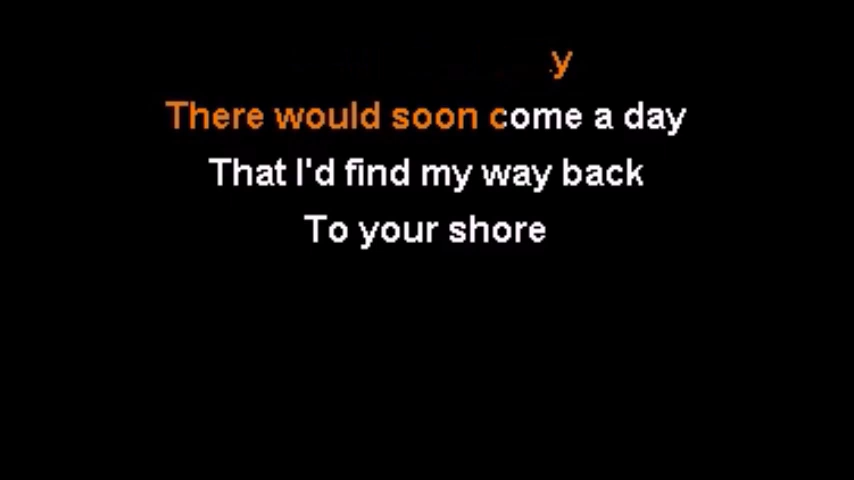 y
There would soon come a day
That I'd find my way back
To your shore